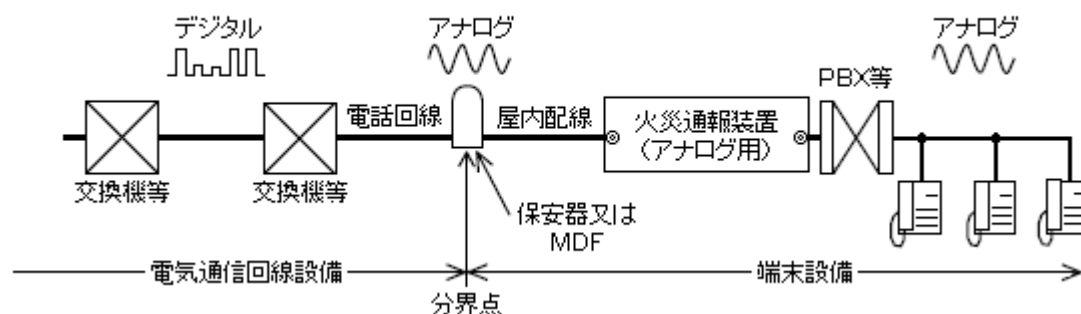 デジタル
アナログ
アナログ
PBX等
電話回線
屋内配線
火災通報装置
(アナログ用)
交換機等
交換機等
保安器又は
MDF
電気通信回線設備
端末設備
分界点